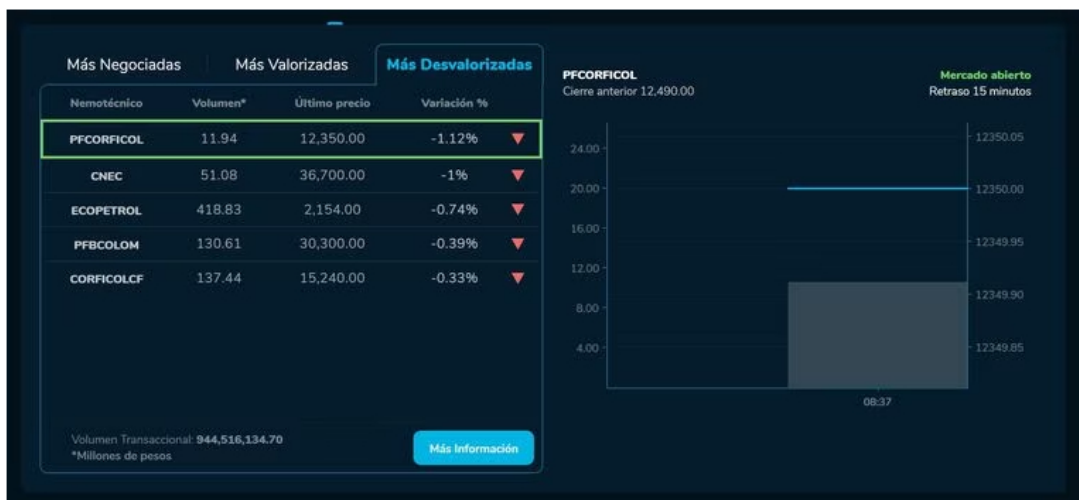 Más Negociadas Más Valorizadas Más Desvalorizadas
Nemotécnico Volumen* Último precio Variación %
PFCORFICOL 11.94 12,350.00 -1.12%
CNEC 51.08 36,700.00 -1%
ECOPETROL 418.83 2,154.00 -0.74%
PFBCOLOM 130.61 30,300.00 -0.39%
CORFICOLCF 137.44 15,240.00 -0.33%
Volumen Transaccional: 944,516,134.70
*Millones de pesos
Más Información
PFCORFICOL Mercado abierto
Cierre anterior 12,490.00 Retraso 15 minutos
24.00 12350.05
20.00 12350.00
16.00 12349.95
12.00
8.00 12349.90
4.00 12349.85
08:37